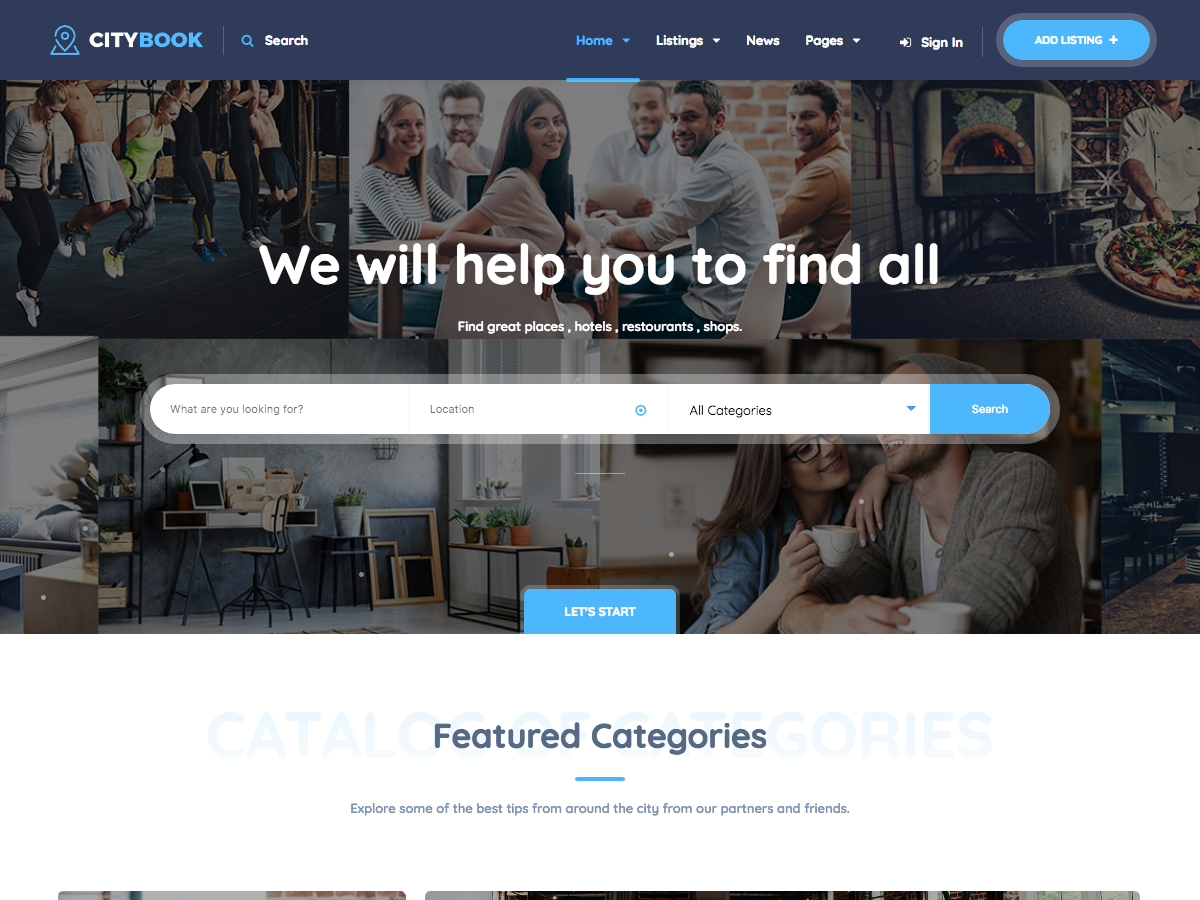 CITYBOOK
Search
Home
Listings
News
Pages
Sign In
ADD LISTING +
We will help you to find all
Find great places , hotels , restourants , shops.
What are you looking for?
Location
All Categories
Search
LET'S START
CATALOG OF CATEGORIES
Featured Categories
Explore some of the best tips from around the city from our partners and friends.